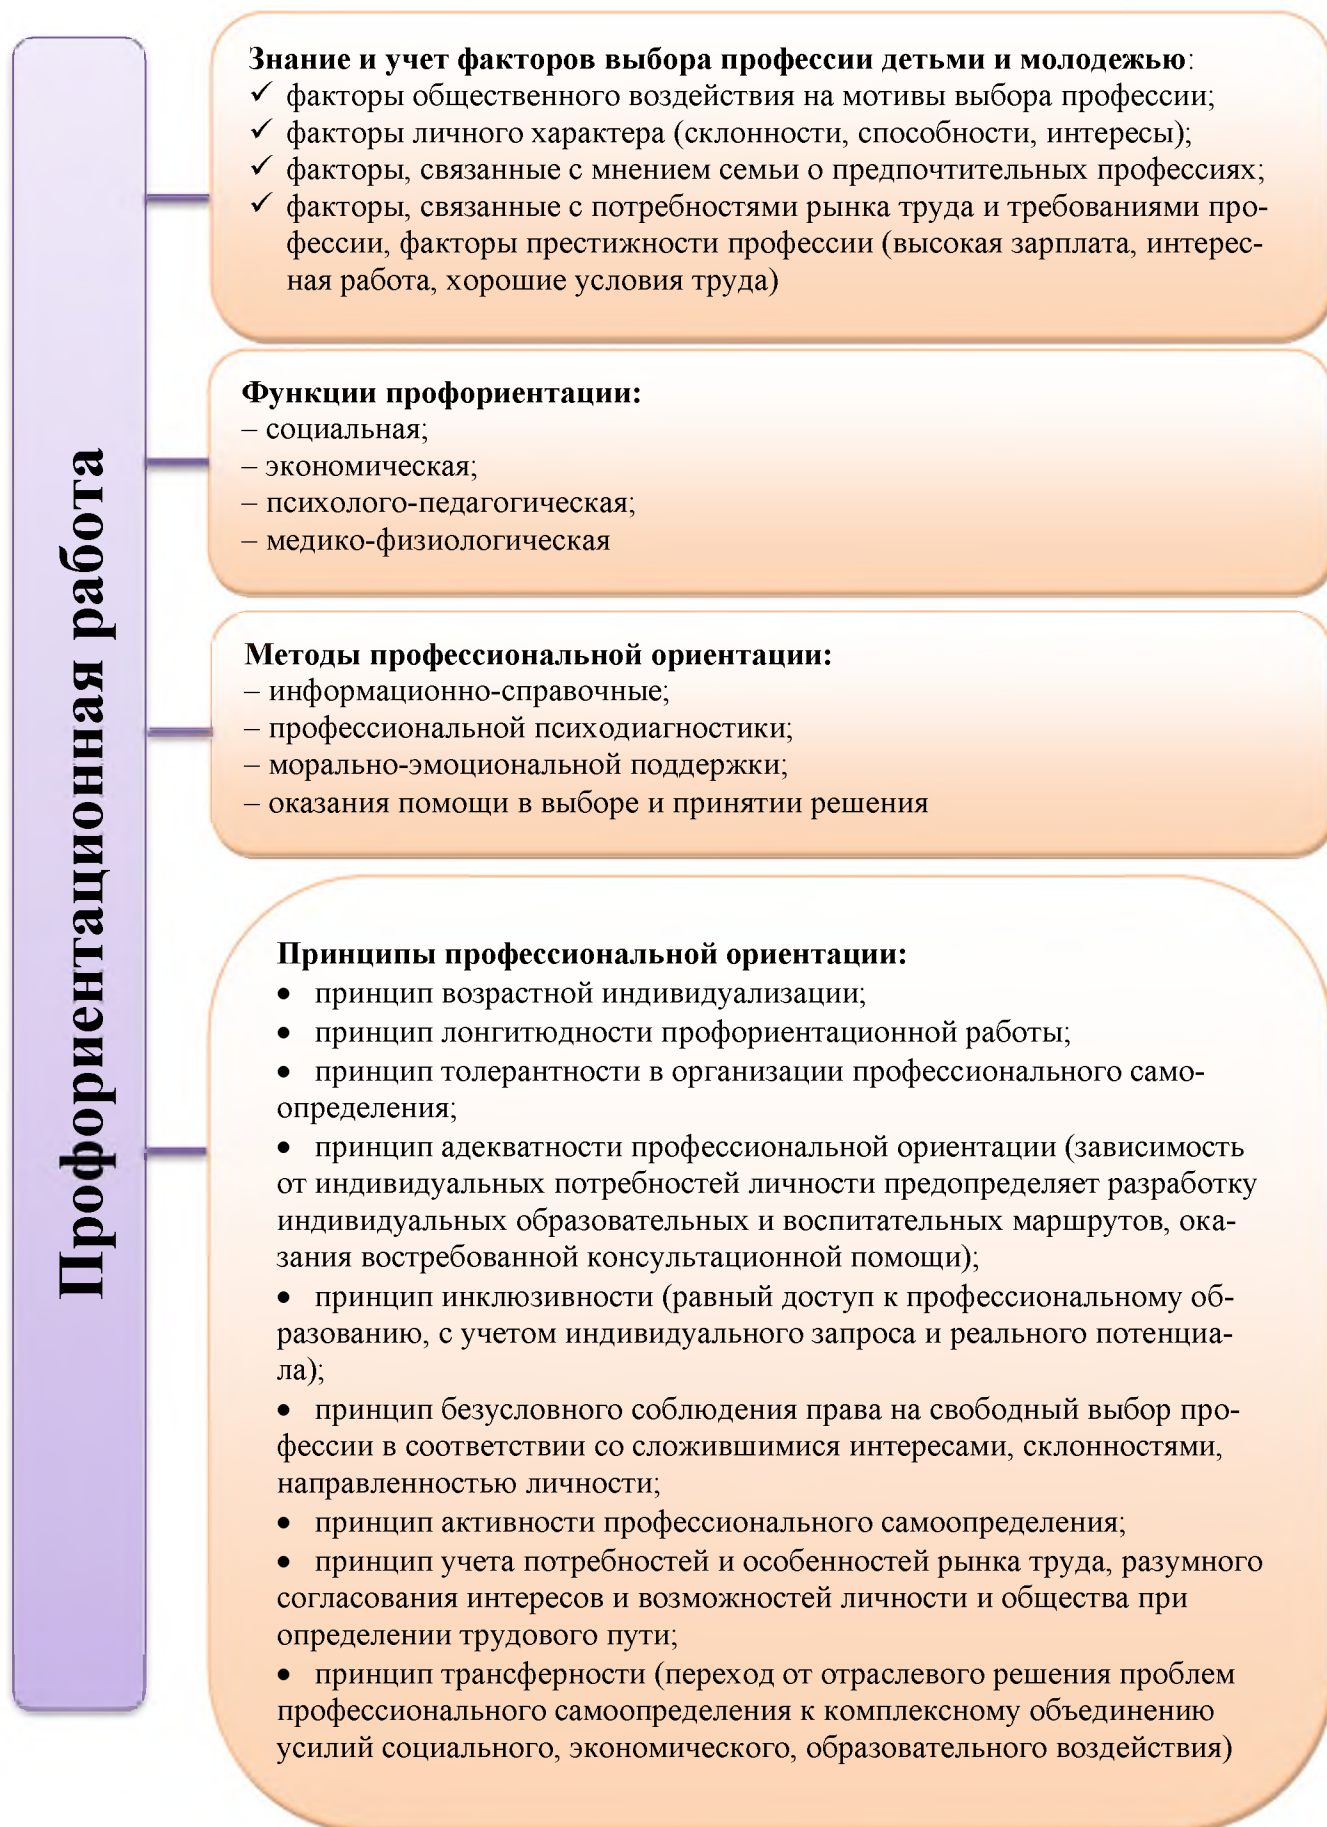 Профориентационная работа
Знание и учет факторов выбора профессии детьми и молодежью:
✓ факторы общественного воздействия на мотивы выбора профессии;
✓ факторы личного характера (склонности, способности, интересы);
✓ факторы, связанные с мнением семьи о предпочтительных профессиях;
✓ факторы, связанные с потребностями рынка труда и требованиями про-
фессии, факторы престижности профессии (высокая зарплата, интерес-
ная работа, хорошие условия труда)
Функции профориентации:
– социальная;
– экономическая;
– психолого-педагогическая;
– медико-физиологическая
Методы профессиональной ориентации:
– информационно-справочные;
– профессиональной психодиагностики;
– морально-эмоциональной поддержки;
– оказания помощи в выборе и принятии решения
Принципы профессиональной ориентации:
• принцип возрастной индивидуализации;
• принцип лонгитюдности профориентационной работы;
• принцип толерантности в организации профессионального само-
определения;
• принцип адекватности профессиональной ориентации (зависимость
от индивидуальных потребностей личности предопределяет разработку
индивидуальных образовательных и воспитательных маршрутов, ока-
зания востребованной консультационной помощи);
• принцип инклюзивности (равный доступ к профессиональному об-
разованию, с учетом индивидуального запроса и реального потенциа-
ла);
• принцип безусловного соблюдения права на свободный выбор про-
фессии в соответствии со сложившимися интересами, склонностями,
направленностью личности;
• принцип активности профессионального самоопределения;
• принцип учета потребностей и особенностей рынка труда, разумного
согласования интересов и возможностей личности и общества при
определении трудового пути;
• принцип трансферности (переход от отраслевого решения проблем
профессионального самоопределения к комплексному объединению
усилий социального, экономического, образовательного воздействия)